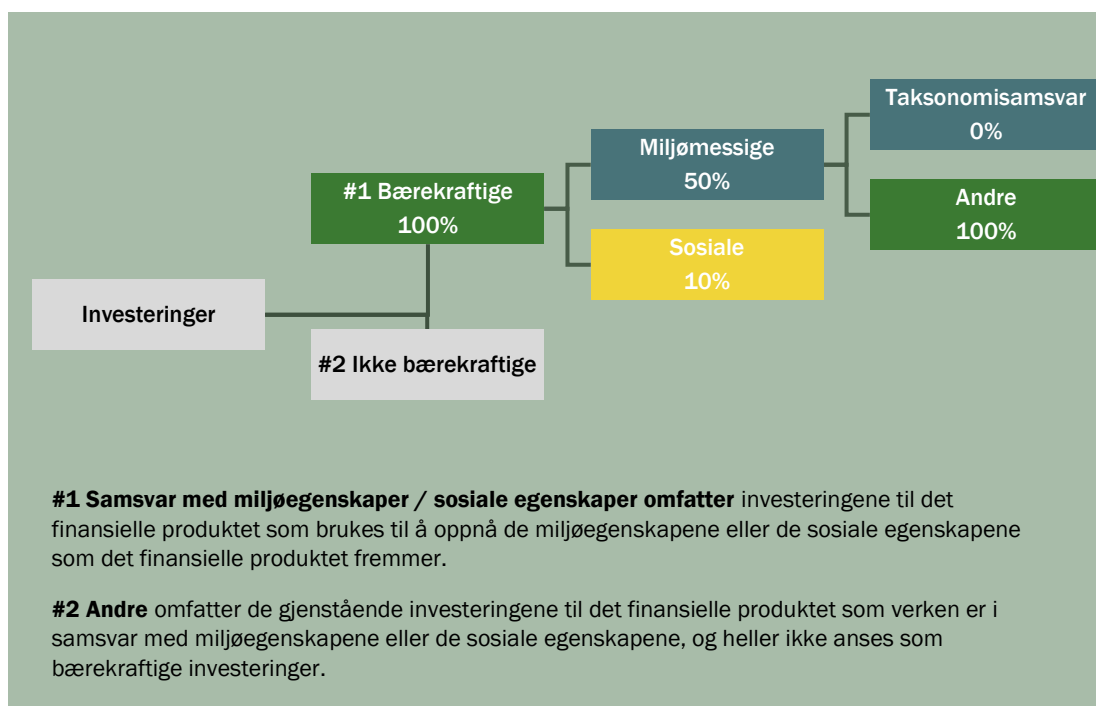 Taksonomisamsvar
0%
Miljømessige
50%
#1 Bærekraftige
100%
Andre
100%
Sosiale
10%
Investeringer
#2 Ikke bærekraftige
#1 Samsvar med miljøegenskaper / sosiale egenskaper omfatter investeringene til det
finansielle produktet som brukes til å oppnå de miljøegenskapene eller de sosiale egenskapene
som det finansielle produktet fremmer.
#2 Andre omfatter de gjenstående investeringene til det finansielle produktet som verken er i
samsvar med miljøegenskapene eller de sosiale egenskapene, og heller ikke anses som
bærekraftige investeringer.